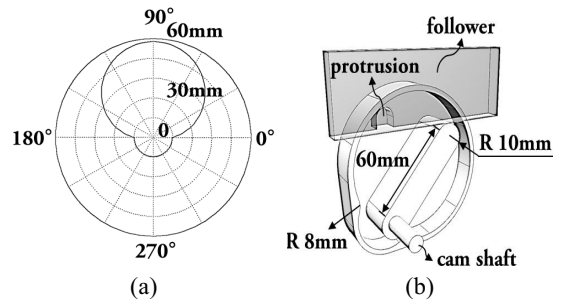 90°
60mm
30mm
0
180°
0°
270°
(a)
follower
protrusion
60mm
R 10mm
R 8mm
cam shaft
(b)